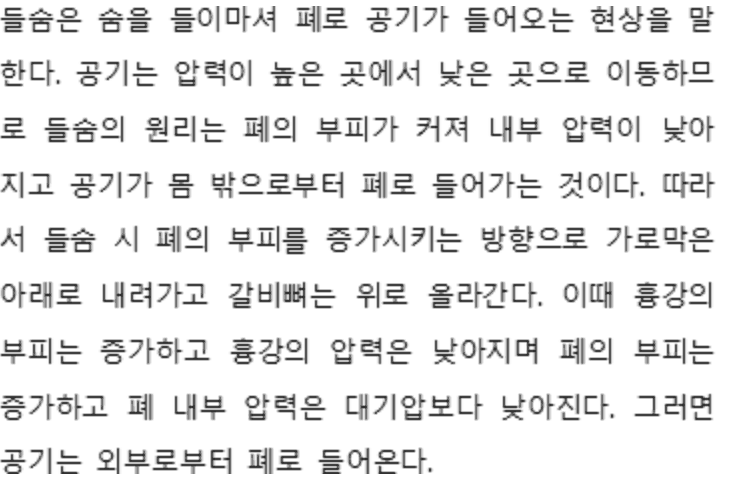 들숨은 숨을 들이마셔 폐로 공기가 들어오는 현상을 말
한다. 공기는 압력이 높은 곳에서 낮은 곳으로 이동하므
로 들숨의 원리는 폐의 부피가 커져 내부 압력이 낮아
지고 공기가 몸 밖으로부터 폐로 들어가는 것이다. 따라
서 들숨 시 폐의 부피를 증가시키는 방향으로 가로막은
아래로 내려가고 갈비뼈는 위로 올라간다. 이때 흉강의
부피는 증가하고 흉강의 압력은 낮아지며 폐의 부피는
증가하고 폐 내부 압력은 대기압보다 낮아진다. 그러면
공기는 외부로부터 폐로 들어온다.